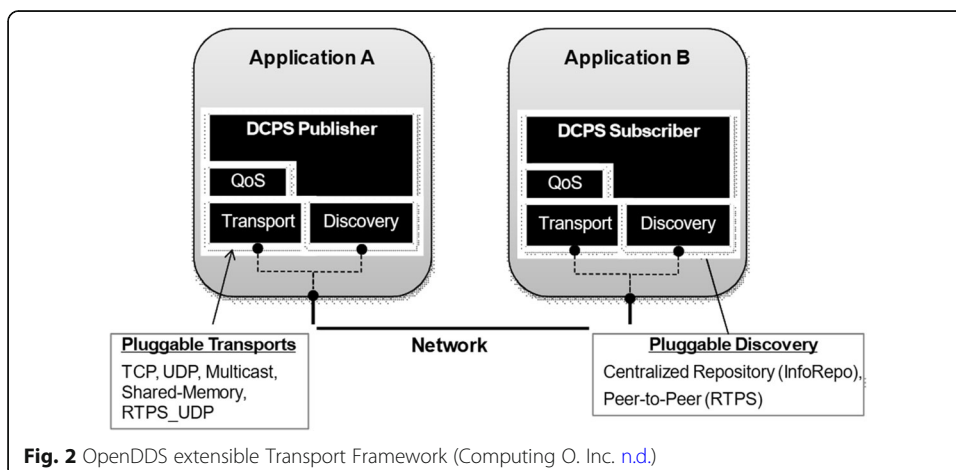 Application A
Application B
DCPS Publisher
DCPS Subscriber
QoS
QoS
Transport
Discovery
Transport
Discovery
Pluggable Transports
TCP, UDP, Multicast,
Shared-Memory,
RTPS_UDP
Network
Pluggable Discovery
Centralized Repository (InfoRepo),
Peer-to-Peer (RTPS)
Fig. 2 OpenDDS extensible Transport Framework (Computing O. Inc. n.d.)